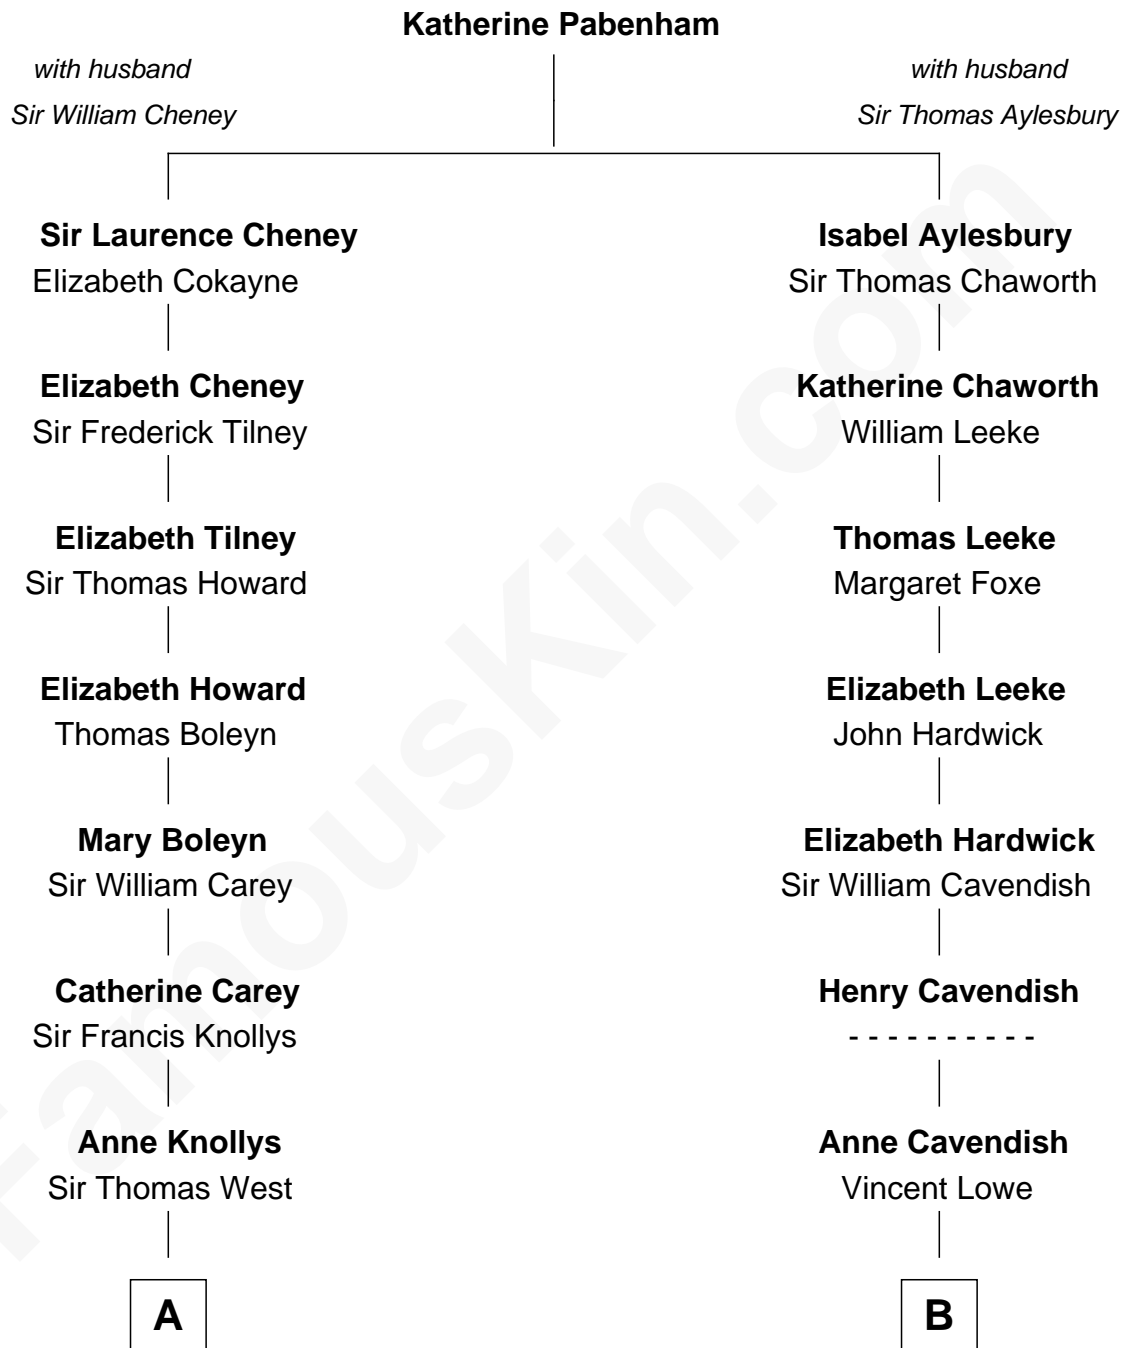 Katherine Pabenham
with husband
Sir William Cheney
with husband
Sir Thomas Aylesbury
Sir Laurence Cheney
Elizabeth Cokayne
Isabel Aylesbury
Sir Thomas Chaworth
Elizabeth Cheney
Sir Frederick Tilney
Katherine Chaworth
William Leeke
Elizabeth Tilney
Sir Thomas Howard
Thomas Leeke
Margaret Foxe
Elizabeth Howard
Thomas Boleyn
Elizabeth Leeke
John Hardwick
Mary Boleyn
Sir William Carey
Elizabeth Hardwick
Sir William Cavendish
Catherine Carey
Sir Francis Knollys
Henry Cavendish
- - - - - - - - - -
Anne Knollys
Sir Thomas West
Anne Cavendish
Vincent Lowe
A
B
FamousKin.com